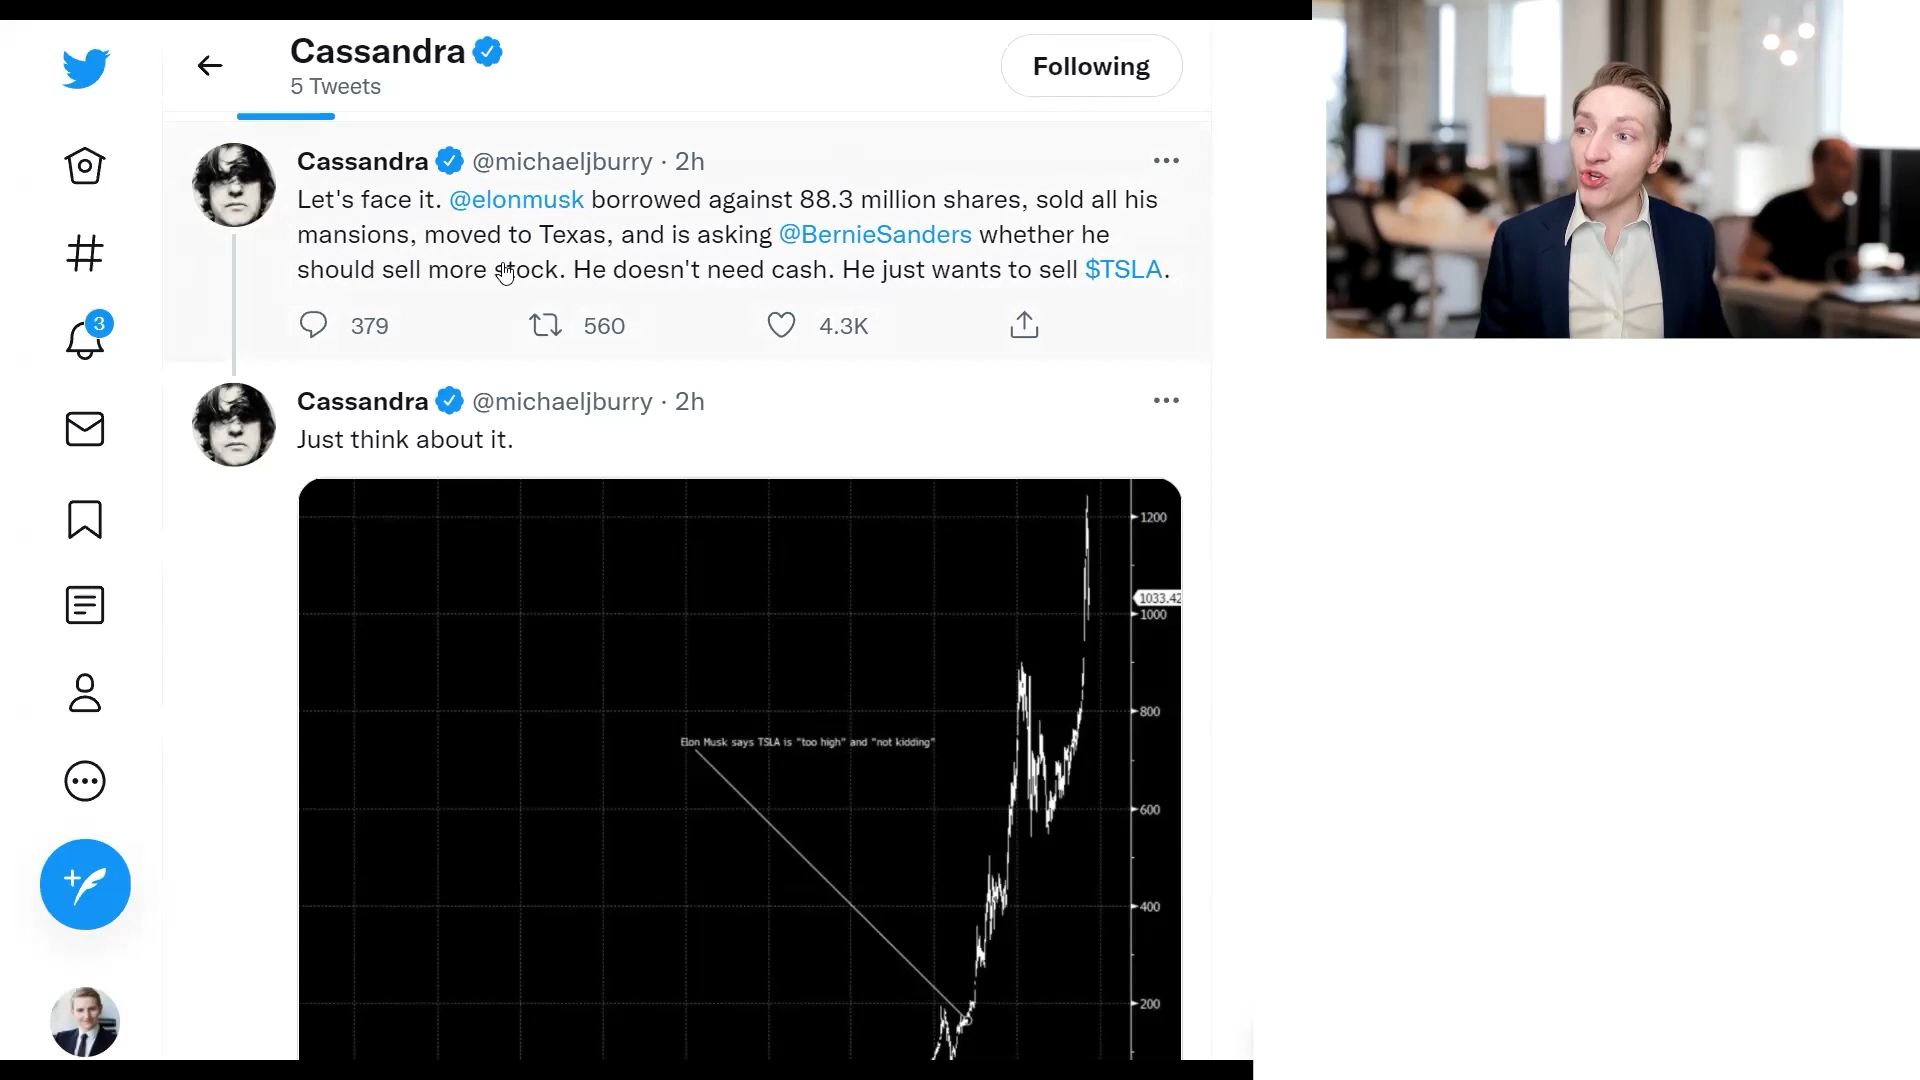 Cassandra
5 Tweets
Following
Cassandra @michaeljburry · 2h
Let's face it. @elonmusk borrowed against 88.3 million shares, sold all his
mansions, moved to Texas, and is asking @BernieSanders whether he
should sell more stock. He doesn't need cash. He just wants to sell $TSLA.
379 560 4.3K
3
Cassandra @michaeljburry · 2h
Just think about it.
1200
1033.42
1000
800
Elon Musk says TSLA is "too high" and "not kidding"
600
400
200